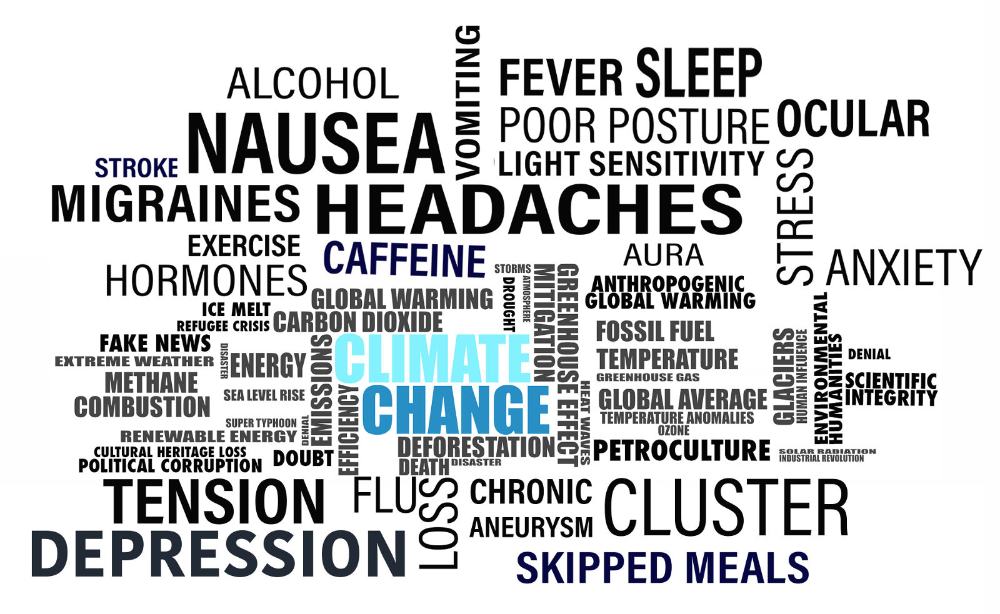 VOMITING
FEVER
SLEEP
ALCOHOL
POOR POSTURE
OCULAR
NAUSEA
LIGHT SENSITIVITY
STROKE
STRESS
MIGRAINES
HEADACHES
EXERCISE
CAFFEINE
AURA
ANXIETY
HORMONES
STORMS
MITIGATION
GREENHOUSE EFFECT
ATMOSPHERE
DROUGHT
ANTHROPOGENIC
GLOBAL WARMING
GLOBAL WARMING
ICE MELT
CARBON DIOXIDE
REFUGEE CRISIS
FOSSIL FUEL
FAKE NEWS
EMISSIONS
CLIMATE
CHANGE
GLACIERS
HUMAN INFLUENCE
ENVIRONMENTAL
HUMANITIES
DENIAL
EXTREME WEATHER
DISASTER
ENERGY
TEMPERATURE
METHANE
GREENHOUSE GAS
SCIENTIFIC
INTEGRITY
COMBUSTION
SEA LEVEL RISE
EFFICIENCY
HEAT WAVES
GLOBAL AVERAGE
TEMPERATURE ANOMALIES
SUPER TYPHOON
DENIAL
OZONE
RENEWABLE ENERGY
DEFORESTATION
PETROCULTURE
CULTURAL HERITAGE LOSS
DOUBT
SOLAR RADIATION
INDUSTRIAL REVOLUTION
POLITICAL CORRUPTION
DEATH
DISASTER
TENSION
FLU
LOSS
CHRONIC
CLUSTER
ANEURYSM
DEPRESSION
SKIPPED MEALS